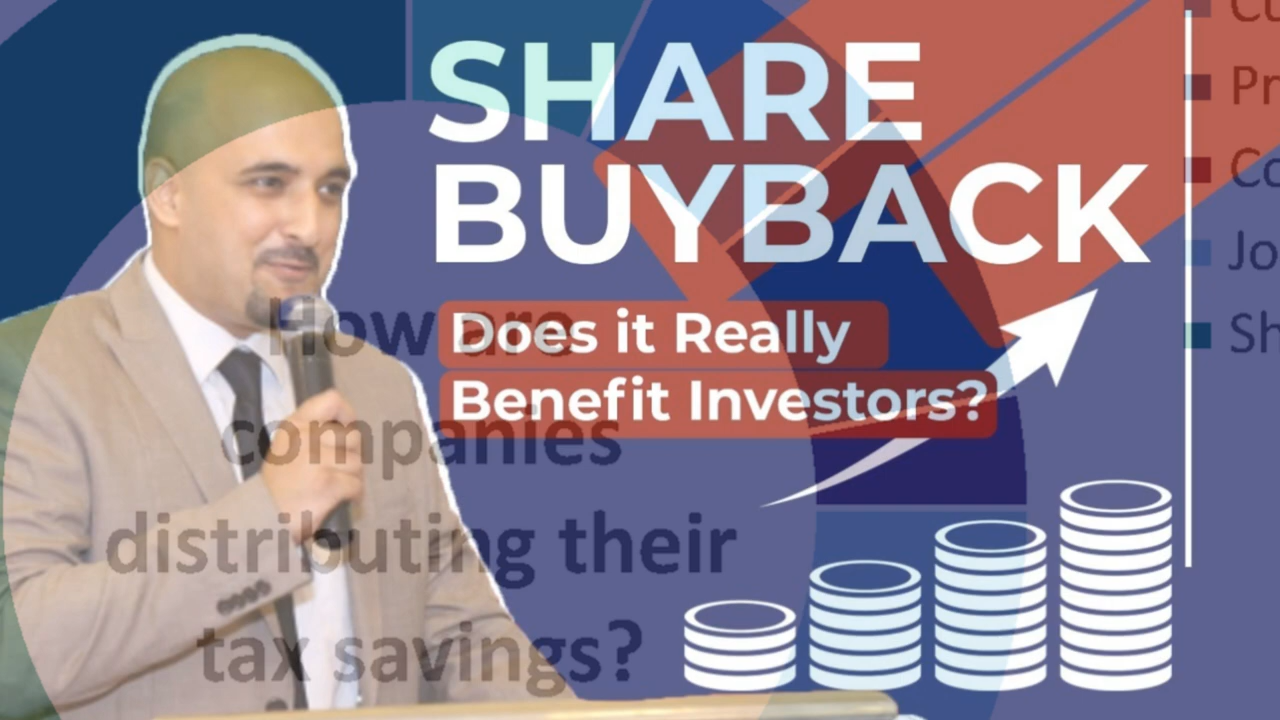 SHARE
BUYBACK
Does it Really
Benefit Investors?
How are
companies
distributing their
tax savings?